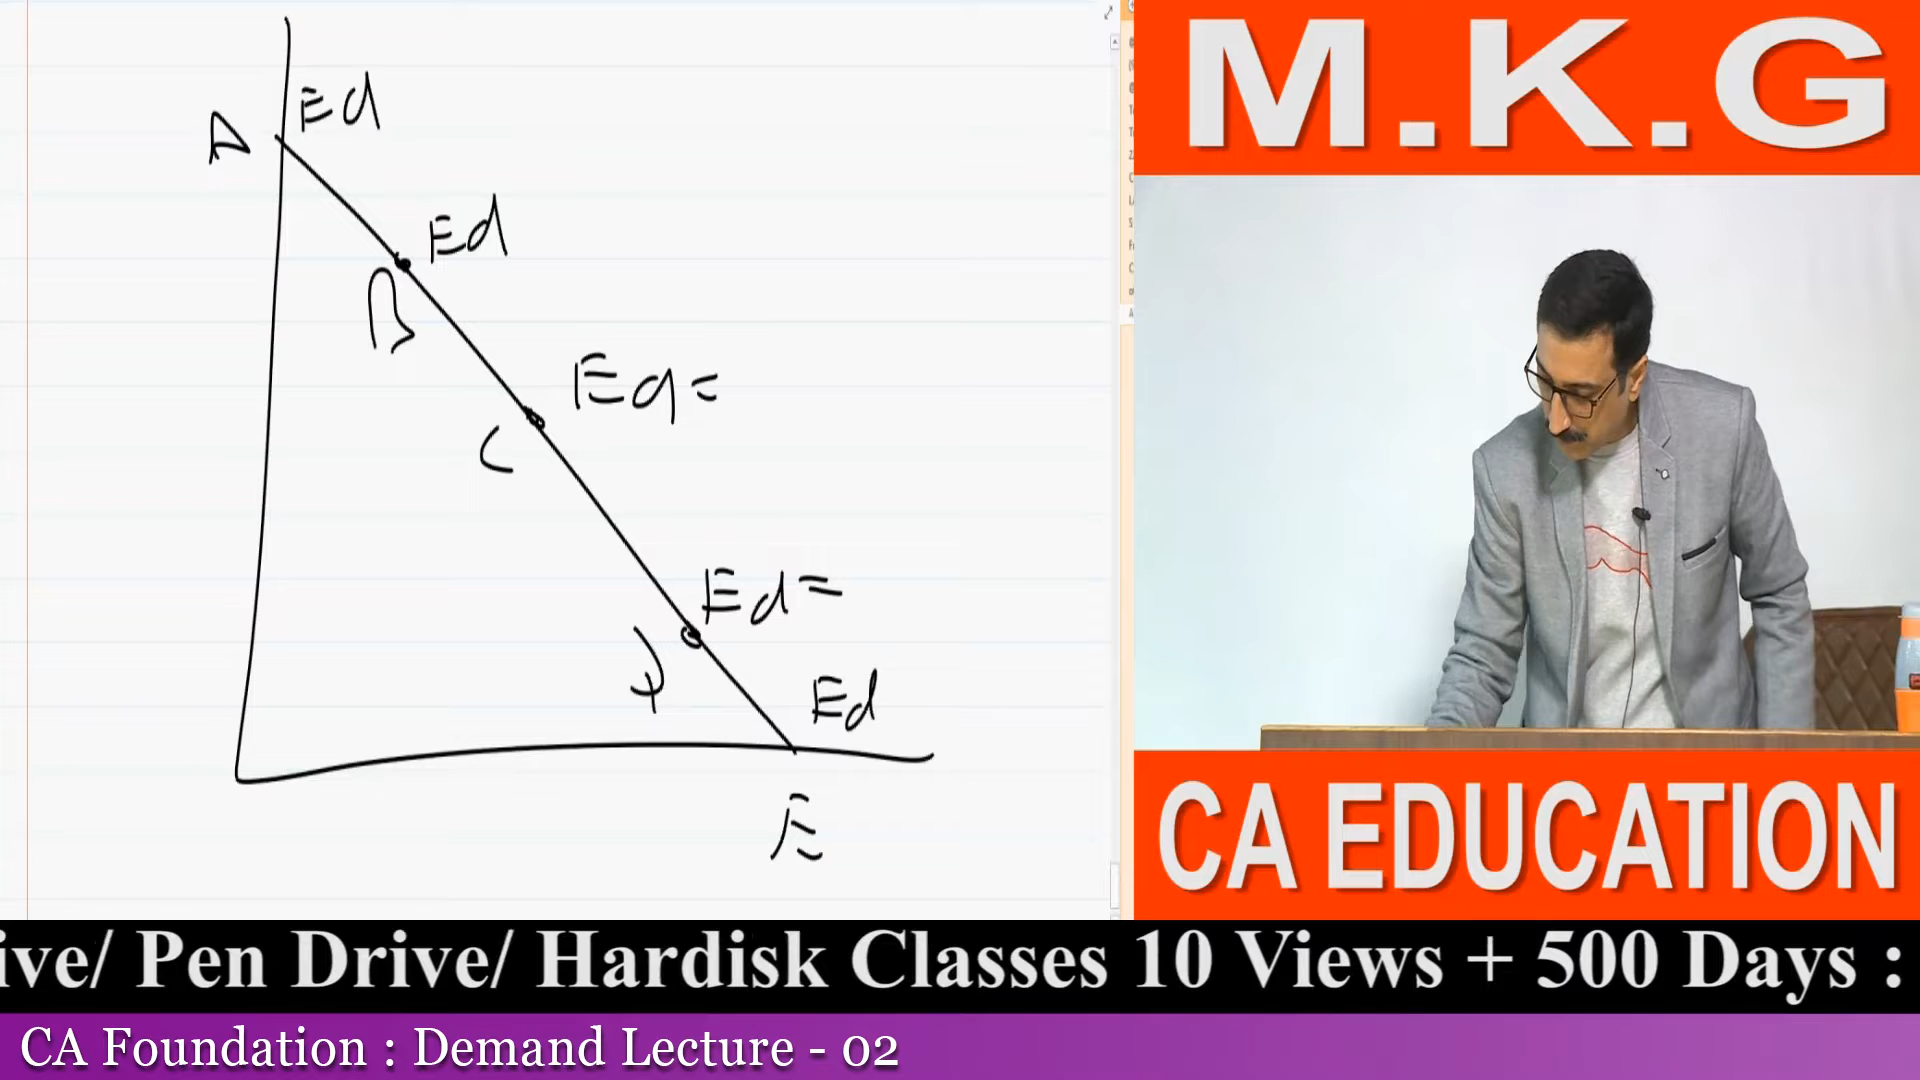 M.K.G
A Ed
Ed
B
Ed=
C
Ed=
D
Ed
E
CA EDUCATION
ive/ Pen Drive/ Hardisk Classes 10 Views + 500 Days :
CA Foundation : Demand Lecture - 02